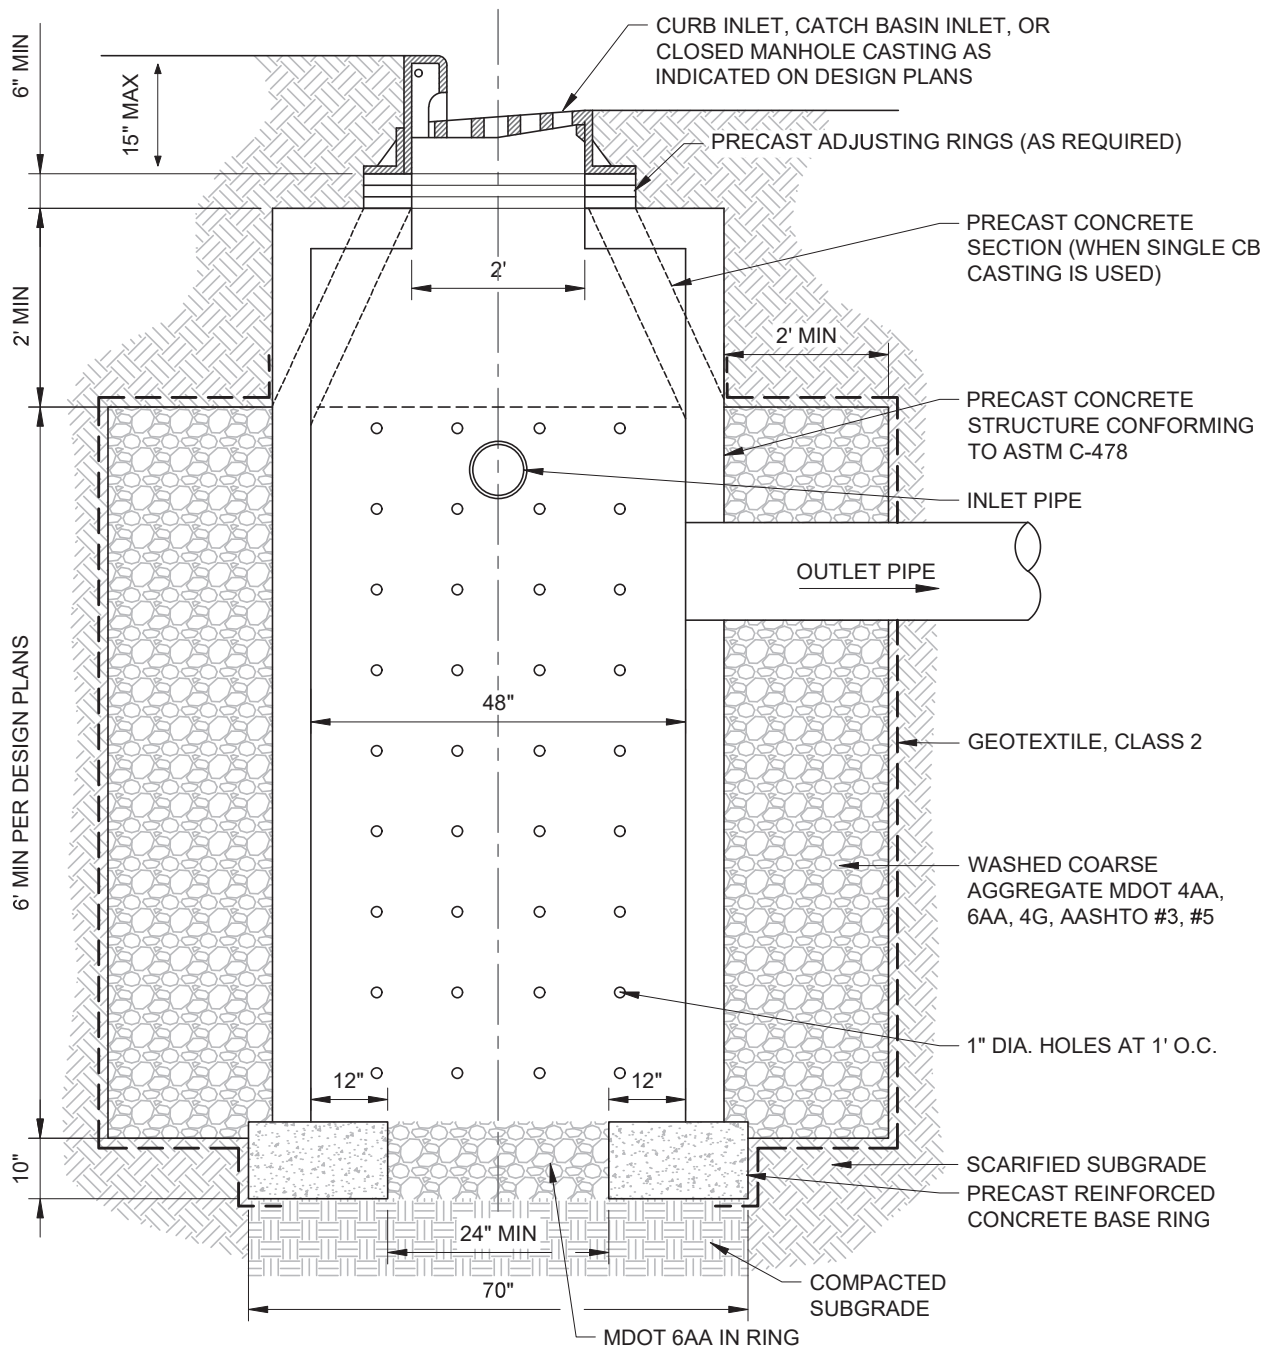 CURB INLET, CATCH BASIN INLET, OR
CLOSED MANHOLE CASTING AS
INDICATED ON DESIGN PLANS
6" MIN
15" MAX
PRECAST ADJUSTING RINGS (AS REQUIRED)
PRECAST CONCRETE
SECTION (WHEN SINGLE CB
CASTING IS USED)
2'
2' MIN
2' MIN
PRECAST CONCRETE
STRUCTURE CONFORMING
TO ASTM C-478
INLET PIPE
OUTLET PIPE
48"
6' MIN PER DESIGN PLANS
GEOTEXTILE, CLASS 2
WASHED COARSE
AGGREGATE MDOT 4AA,
6AA, 4G, AASHTO #3, #5
1" DIA. HOLES AT 1' O.C.
12"
12"
10"
SCARIFIED SUBGRADE
PRECAST REINFORCED
CONCRETE BASE RING
24" MIN
70"
COMPACTED
SUBGRADE
MDOT 6AA IN RING